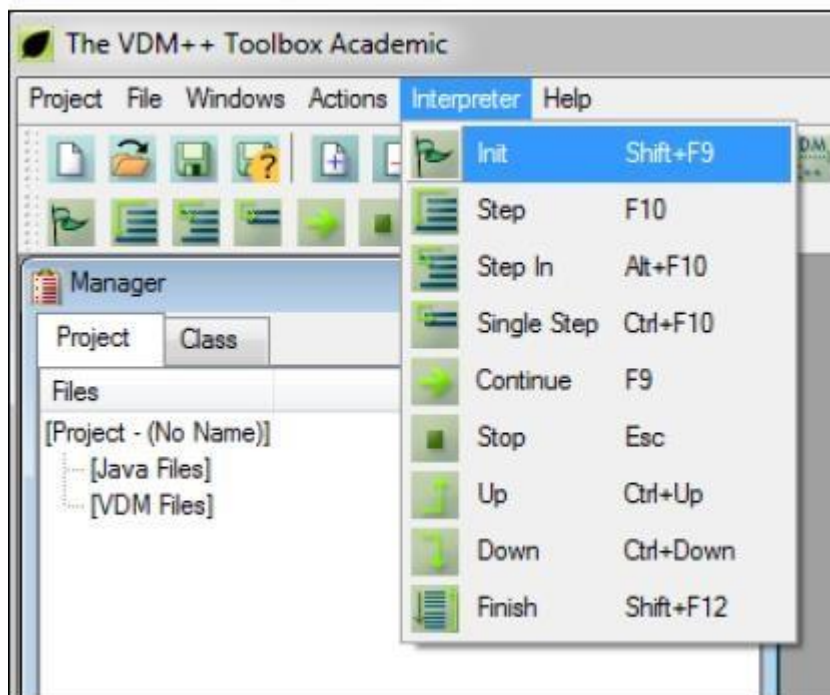 The VDM++ Toolbox Academic
Project File Windows Actions Interpreter Help
Init Shift+F9
Step F10
Step In Alt+F10
Single Step Ctrl+F10
Continue F9
Stop Esc
Up Ctrl+Up
Down Ctrl+Down
Finish Shift+F12
?
DM
++
Manager
Project Class
Files
[Project - (No Name)]
[Java Files]
[VDM Files]